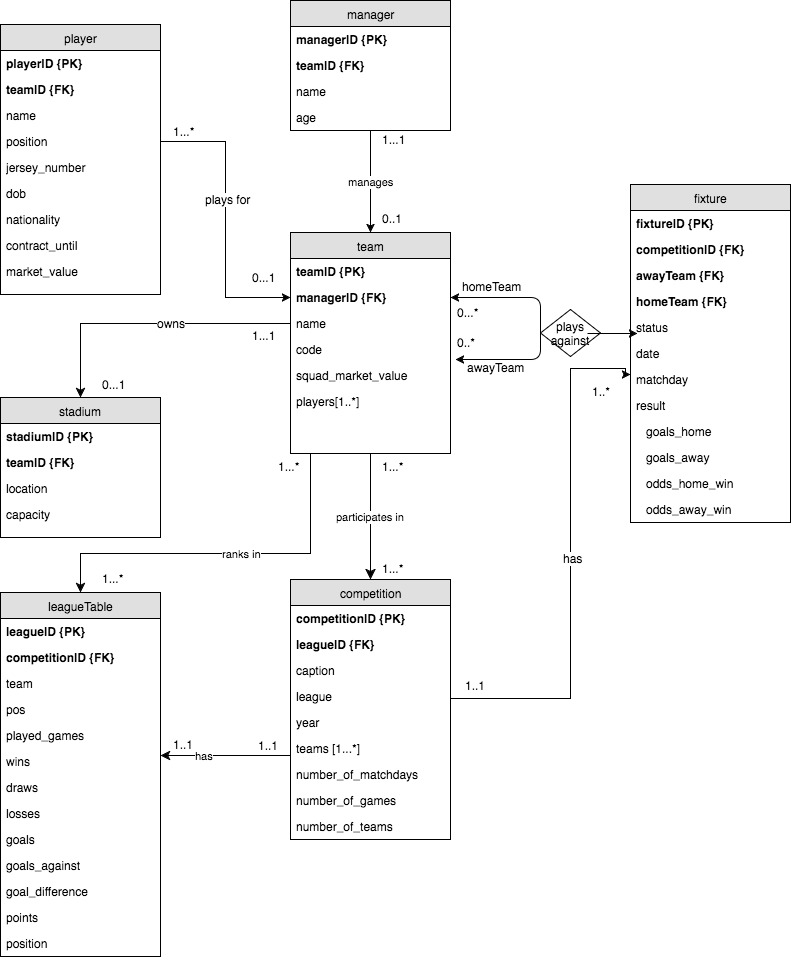 manager
managerID {PK}
teamID {FK}
name
age
player
playerID {PK}
teamID {FK}
name
position
jersey_number
dob
nationality
contract_until
market_value
1...*
plays for
0...1
1...1
manages
0..1
team
teamID {PK}
managerID {FK}
name
code
squad_market_value
players[1..*]
homeTeam
0...*
0..*
awayTeam
plays
against
fixture
fixtureID {PK}
competitionID {FK}
awayTeam {FK}
homeTeam {FK}
status
date
matchday
result
goals_home
goals_away
odds_home_win
odds_away_win
owns
1...1
0...1
stadium
stadiumID {PK}
teamID {FK}
location
capacity
1...*
ranks in
1...*
1...*
participates in
1...*
1..*
has
1..1
leagueTable
leagueID {PK}
competitionID {FK}
team
pos
played_games
wins
draws
losses
goals
goals_against
goal_difference
points
position
1..1
has
1..1
competition
competitionID {PK}
leagueID {FK}
caption
league
year
teams [1...*]
number_of_matchdays
number_of_games
number_of_teams